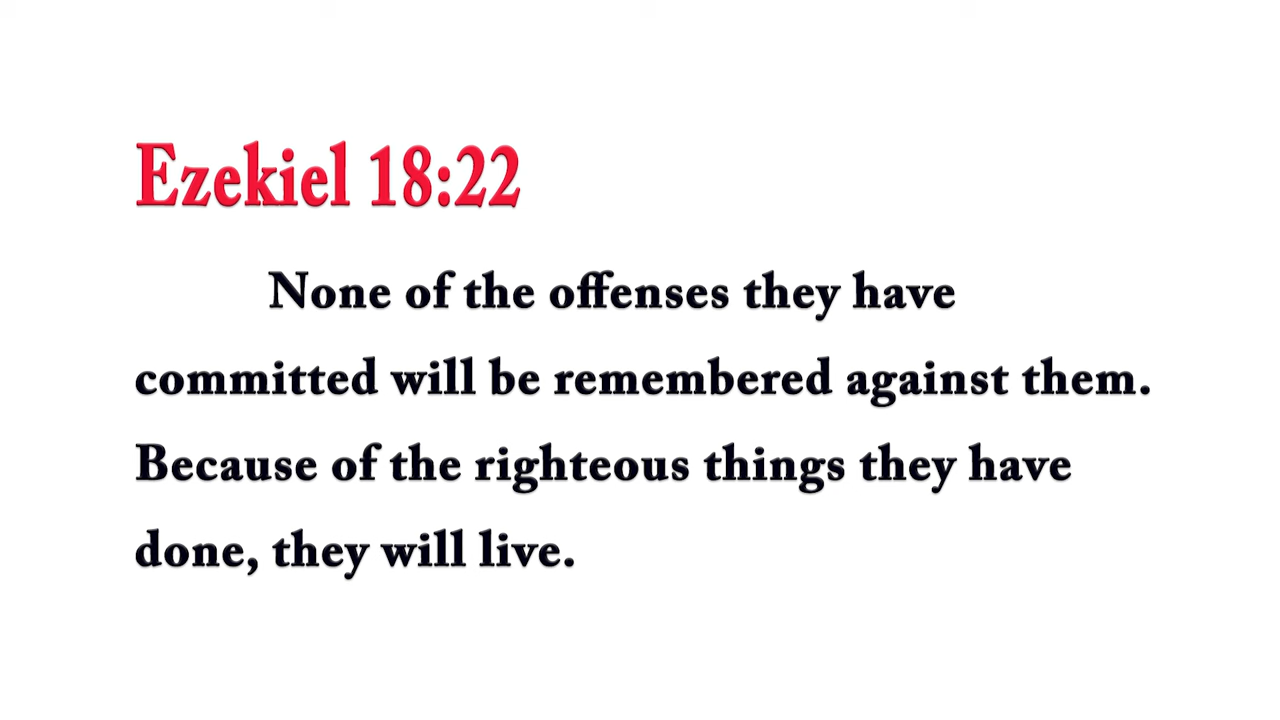 Ezekiel 18:22
None of the offenses they have
committed will be remembered against them.
Because of the righteous things they have
done, they will live.